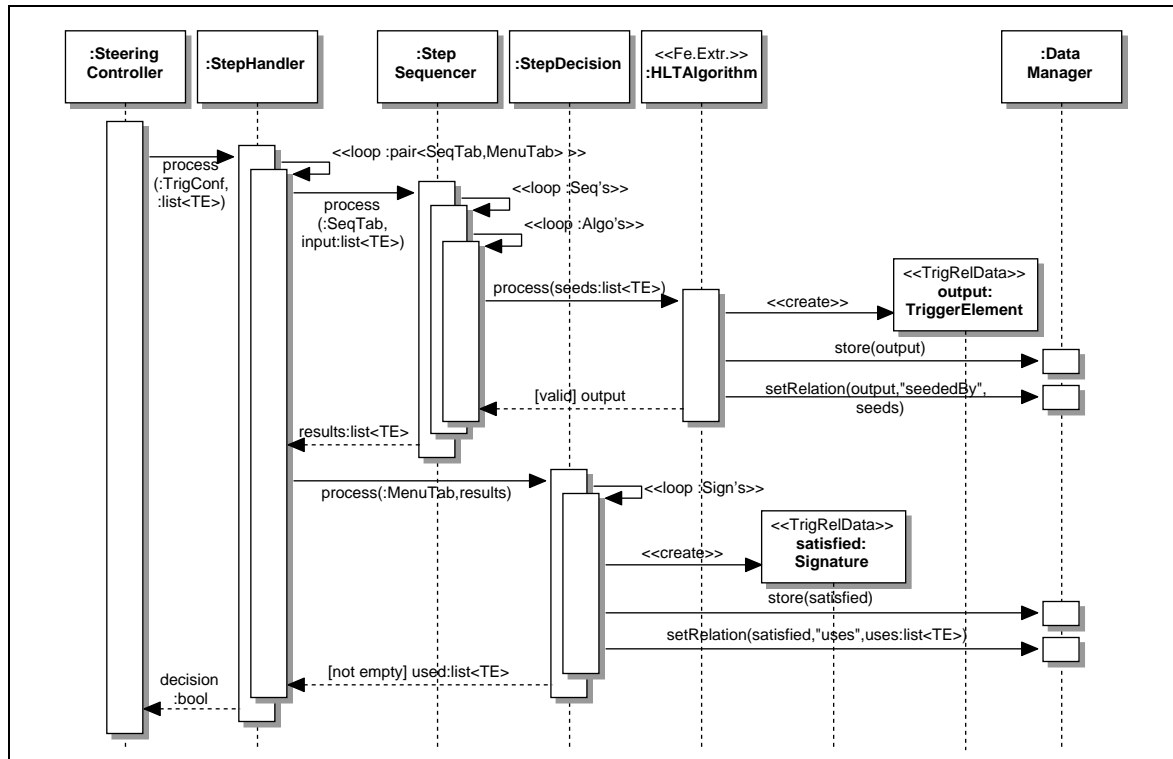 :Steering
Controller
:StepHandler
:Step
Sequencer
:StepDecision
<<Fe.Extr.>>
:HLTAlgorithm
:Data
Manager
process
(:TrigConf,
:list<TE>)
<<loop :pair<SeqTab,MenuTab> >>
process
(:SeqTab,
input:list<TE>)
<<loop :Seq's>>
<<loop :Algo's>>
process(seeds:list<TE>)
<<create>>
<<TrigRelData>>
output:
TriggerElement
store(output)
setRelation(output,"seededBy",
seeds)
[valid] output
results:list<TE>
process(:MenuTab,results)
<<loop :Sign's>>
<<create>>
<<TrigRelData>>
satisfied:
Signature
store(satisfied)
setRelation(satisfied,"uses",uses:list<TE>)
[not empty] used:list<TE>
decision
:bool